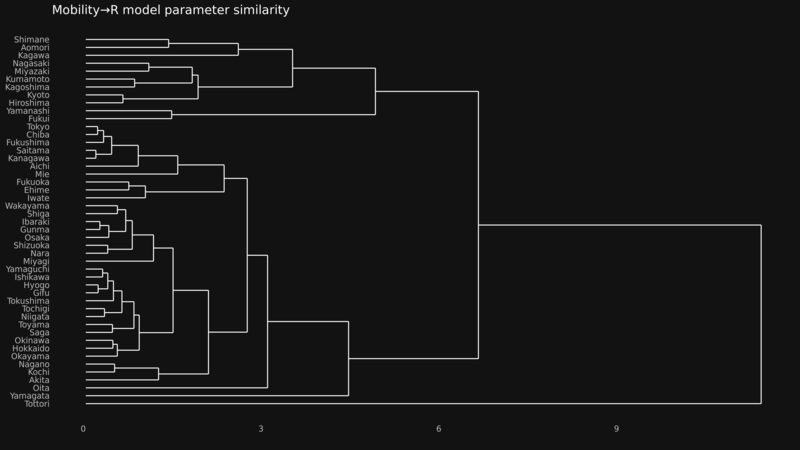 Mobility→R model parameter similarity
Shimane
Aomori
Kagawa
Nagasaki
Miyazaki
Kumamoto
Kagoshima
Kyoto
Hiroshima
Yamanashi
Fukui
Tokyo
Chiba
Fukushima
Saitama
Kanagawa
Aichi
Mie
Fukuoka
Ehime
Iwate
Wakayama
Shiga
Ibaraki
Gunma
Osaka
Shizuoka
Nara
Miyagi
Yamaguchi
Ishikawa
Hyogo
Gifu
Tokushima
Tochigi
Niigata
Toyama
Saga
Okinawa
Hokkaido
Okayama
Nagano
Kochi
Akita
Oita
Yamagata
Tottori
0 3 6 9